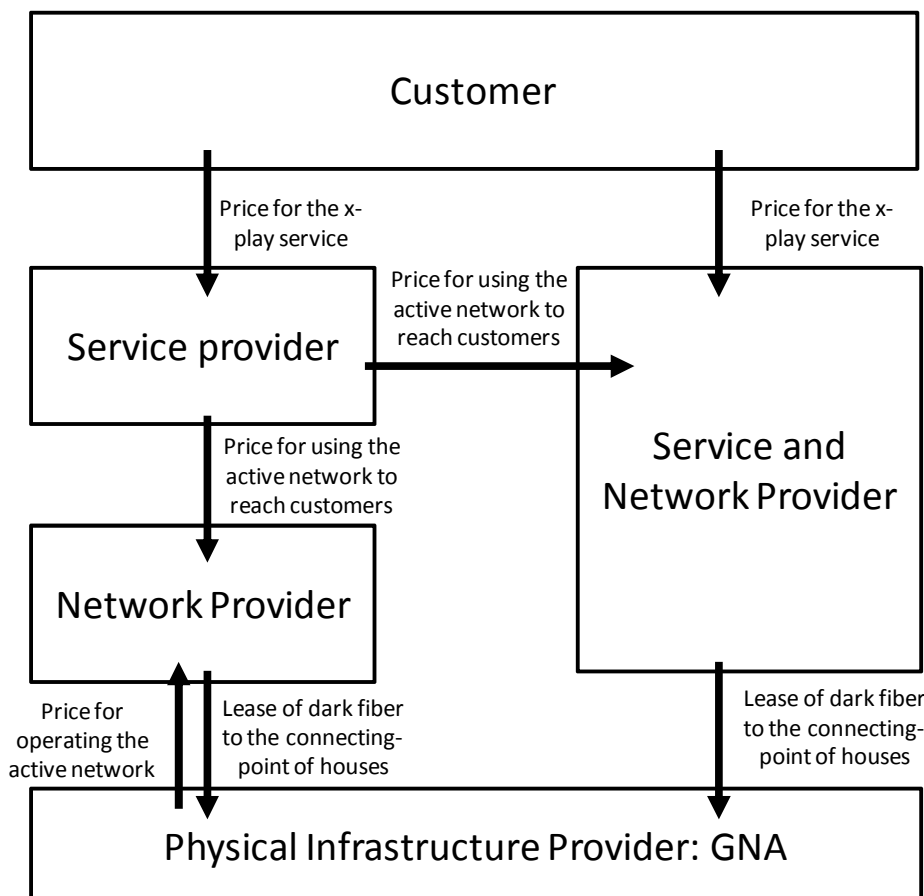 Customer
Price for the x-
play service
Price for the x-
play service
Service provider
Price for using the
active network to
reach customers
Service and
Network Provider
Price for using the
active network to
reach customers
Network Provider
Price for
operating the
active network
Lease of dark fiber
to the connecting-
point of houses
Lease of dark fiber
to the connecting-
point of houses
Physical Infrastructure Provider: GNA